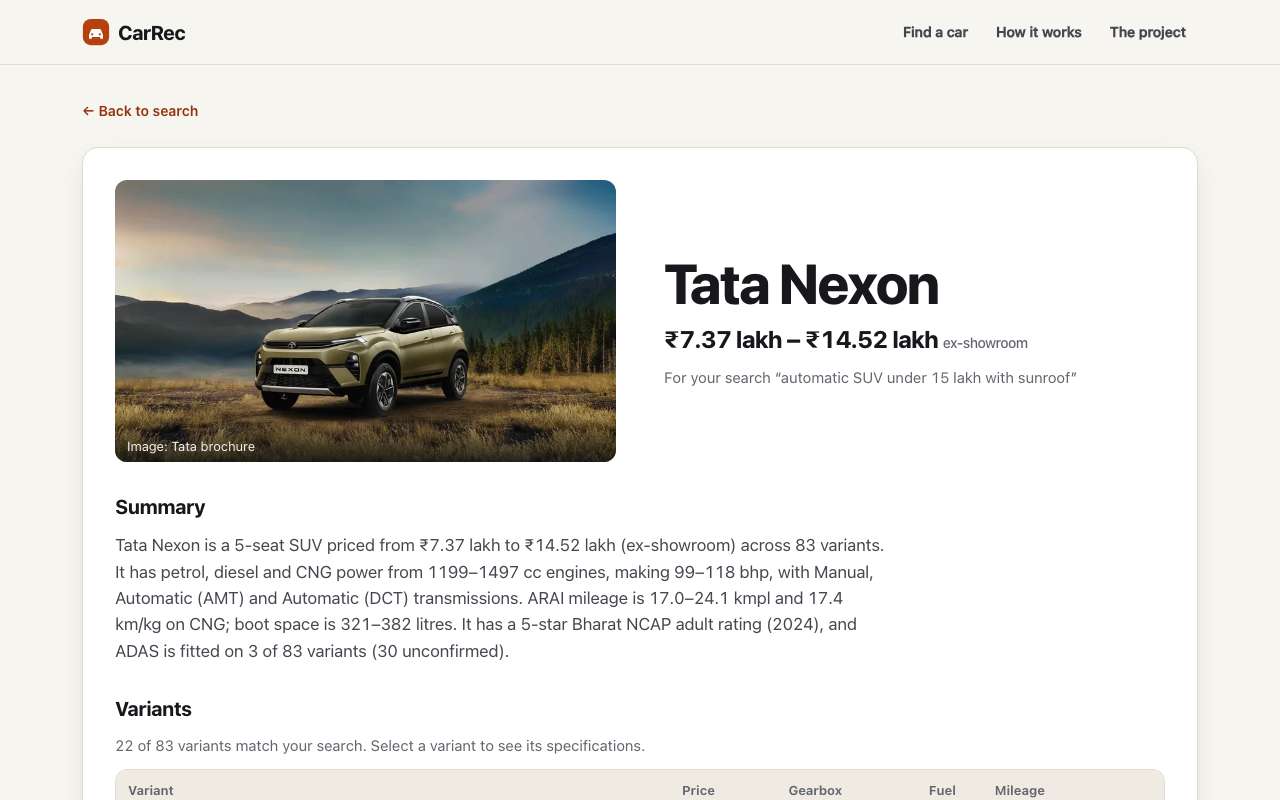 CarRec
Find a car
How it works
The project
← Back to search
NEXON
Image: Tata brochure
Tata Nexon
₹7.37 lakh – ₹14.52 lakh ex-showroom
For your search “automatic SUV under 15 lakh with sunroof”
Summary
Tata Nexon is a 5-seat SUV priced from ₹7.37 lakh to ₹14.52 lakh (ex-showroom) across 83 variants.
It has petrol, diesel and CNG power from 1199–1497 cc engines, making 99–118 bhp, with Manual,
Automatic (AMT) and Automatic (DCT) transmissions. ARAI mileage is 17.0–24.1 kmpl and 17.4
km/kg on CNG; boot space is 321–382 litres. It has a 5-star Bharat NCAP adult rating (2024), and
ADAS is fitted on 3 of 83 variants (30 unconfirmed).
Variants
22 of 83 variants match your search. Select a variant to see its specifications.
Variant Price Gearbox Fuel Mileage